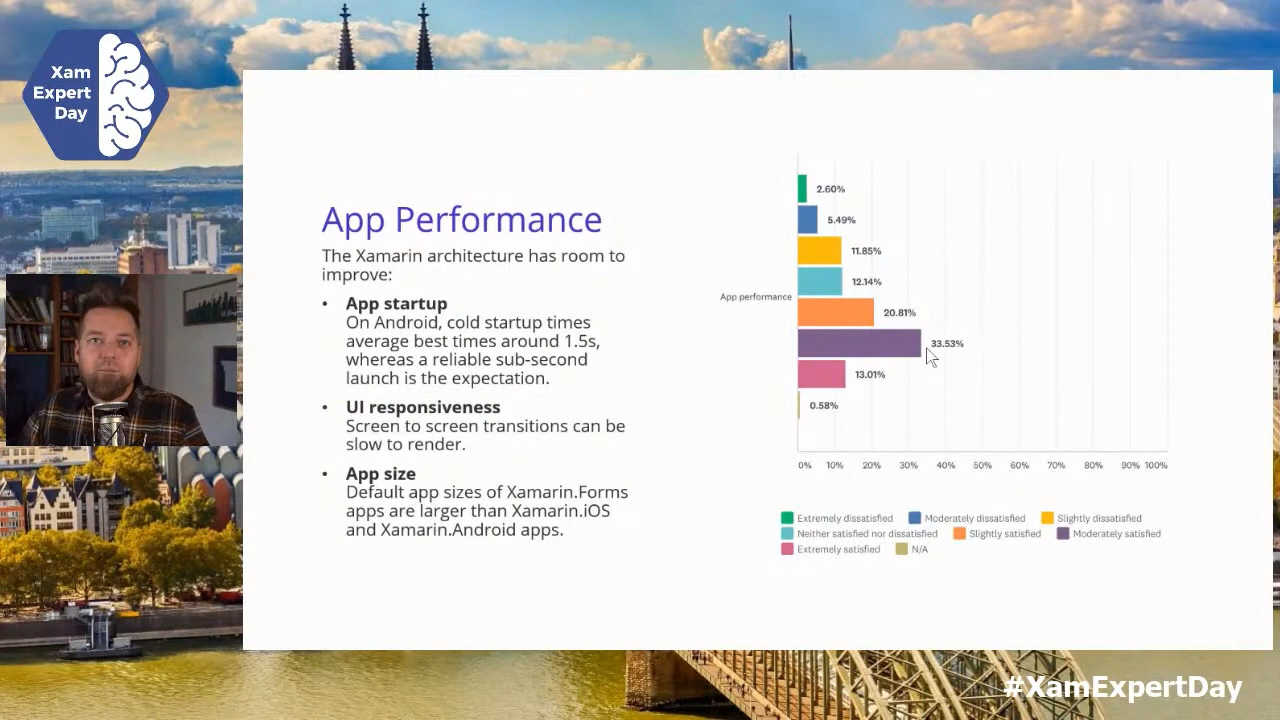 Xam
Expert
Day
App Performance
The Xamarin architecture has room to
improve:
• App startup
On Android, cold startup times
average best times around 1.5s,
whereas a reliable sub-second
launch is the expectation.
• UI responsiveness
Screen to screen transitions can be
slow to render.
• App size
Default app sizes of Xamarin.Forms
apps are larger than Xamarin.iOS
and Xamarin.Android apps.
2.60%
5.49%
11.85%
12.14%
App performance
20.81%
33.53%
13.01%
0.58%
0% 10% 20% 30% 40% 50% 60% 70% 80% 90% 100%
Extremely dissatisfied Moderately dissatisfied Slightly dissatisfied
Neither satisfied nor dissatisfied Slightly satisfied Moderately satisfied
Extremely satisfied N/A
#XamExpertDay